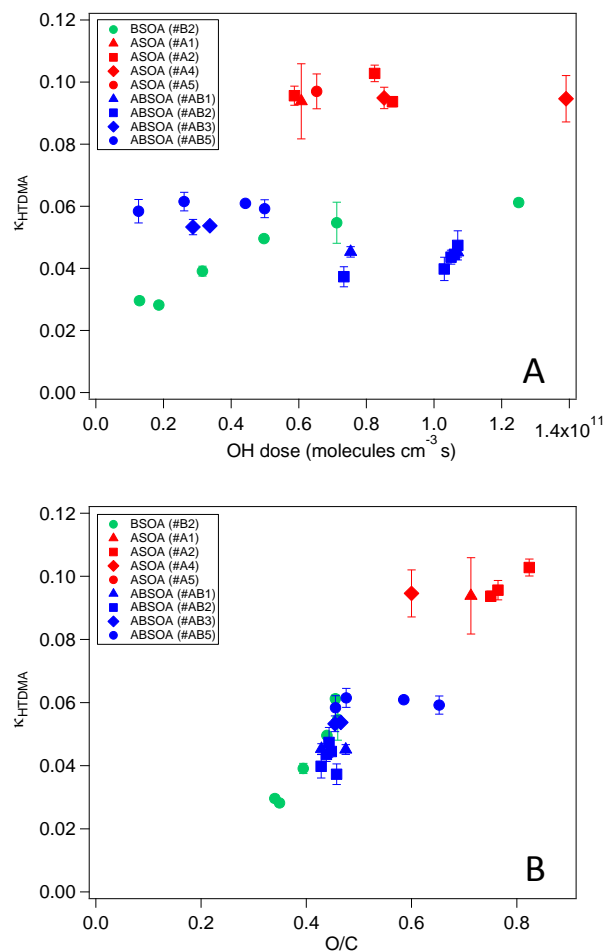 0.12
0.10
0.08
0.06
0.04
0.02
0.00
κHTDMA
BSOA (#B2)
ASOA (#A1)
ASOA (#A2)
ASOA (#A4)
ASOA (#A5)
ABSOA (#AB1)
ABSOA (#AB2)
ABSOA (#AB3)
ABSOA (#AB5)
A
0.0 0.2 0.4 0.6 0.8 1.0 1.4x10¹¹
OH dose (molecules cm⁻³ s)
0.12
0.10
0.08
0.06
0.04
0.02
0.00
κHTDMA
BSOA (#B2)
ASOA (#A1)
ASOA (#A2)
ASOA (#A4)
ASOA (#A5)
ABSOA (#AB1)
ABSOA (#AB2)
ABSOA (#AB3)
ABSOA (#AB5)
B
0.0 0.2 0.4 0.6 0.8
O/C